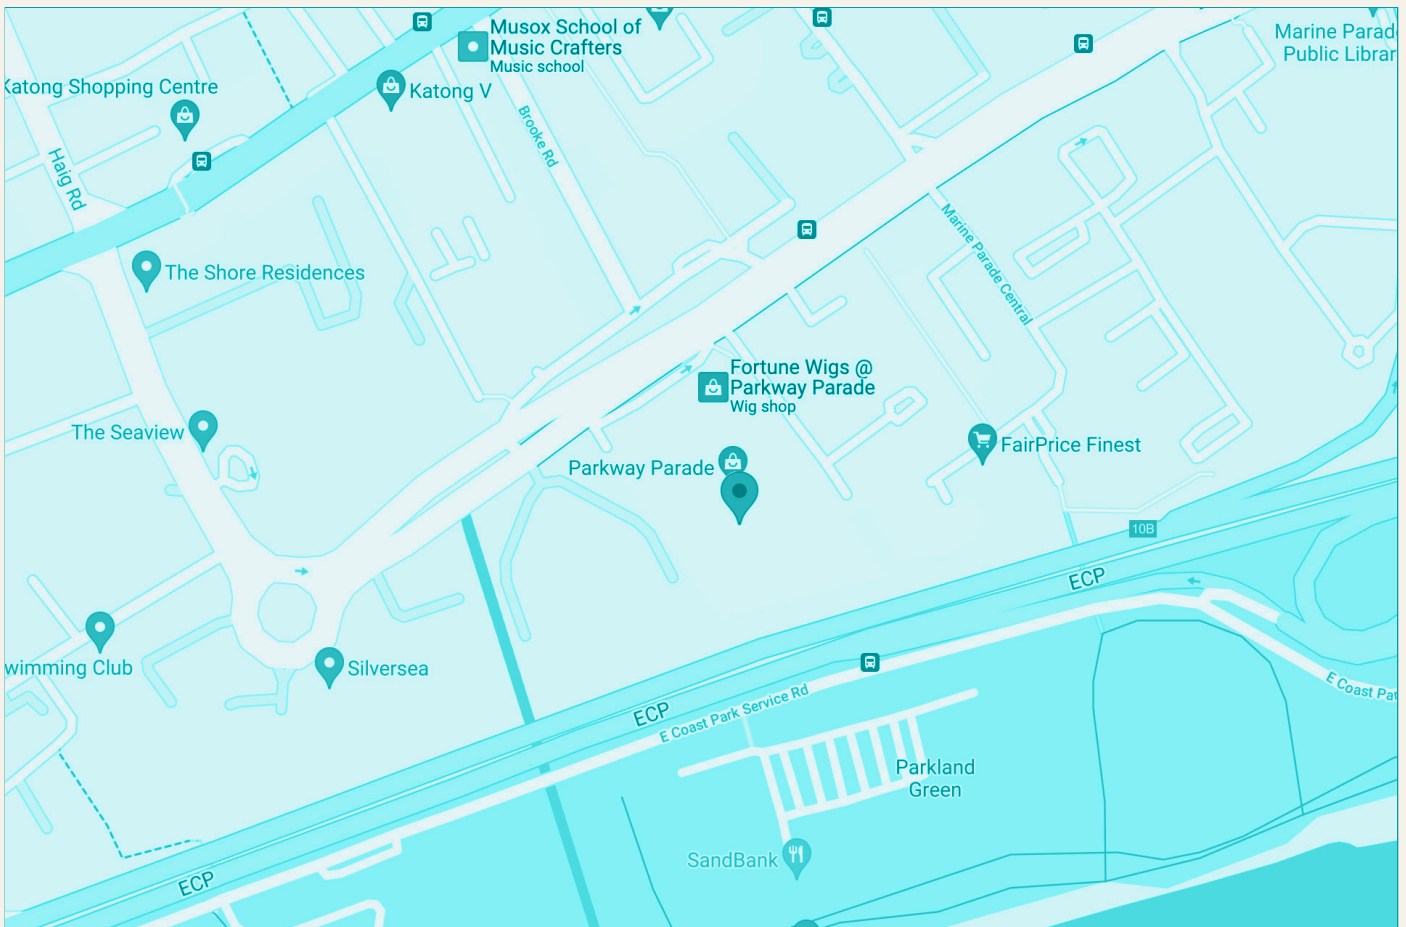 Musox School of
Music Crafters
Music school
Marine Parad
Public Librar
Katong Shopping Centre
Katong V
Brooke Rd
Haig Rd
The Shore Residences
Marine Parade Central
Fortune Wigs @
Parkway Parade
Wig shop
The Seaview
FairPrice Finest
Parkway Parade
10B
ECP
wimming Club
Silversea
E Coast Par
ECP
E Coast Park Service Rd
Parkland
Green
SandBank
ECP